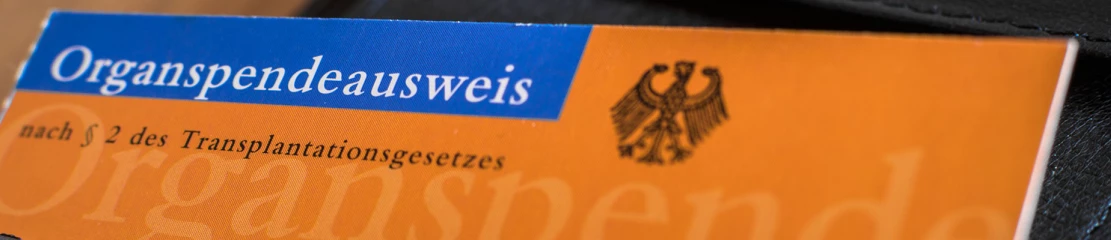 Organspendeausweis
nach § 2 des Transplantationsgesetzes
Organspende